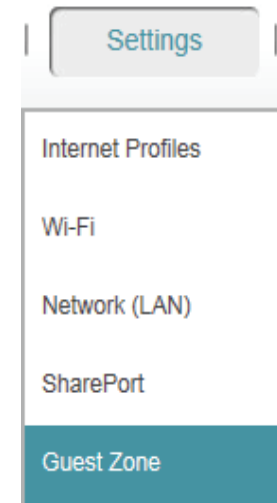 Settings
Internet Profiles
Wi-Fi
Network (LAN)
SharePort
Guest Zone